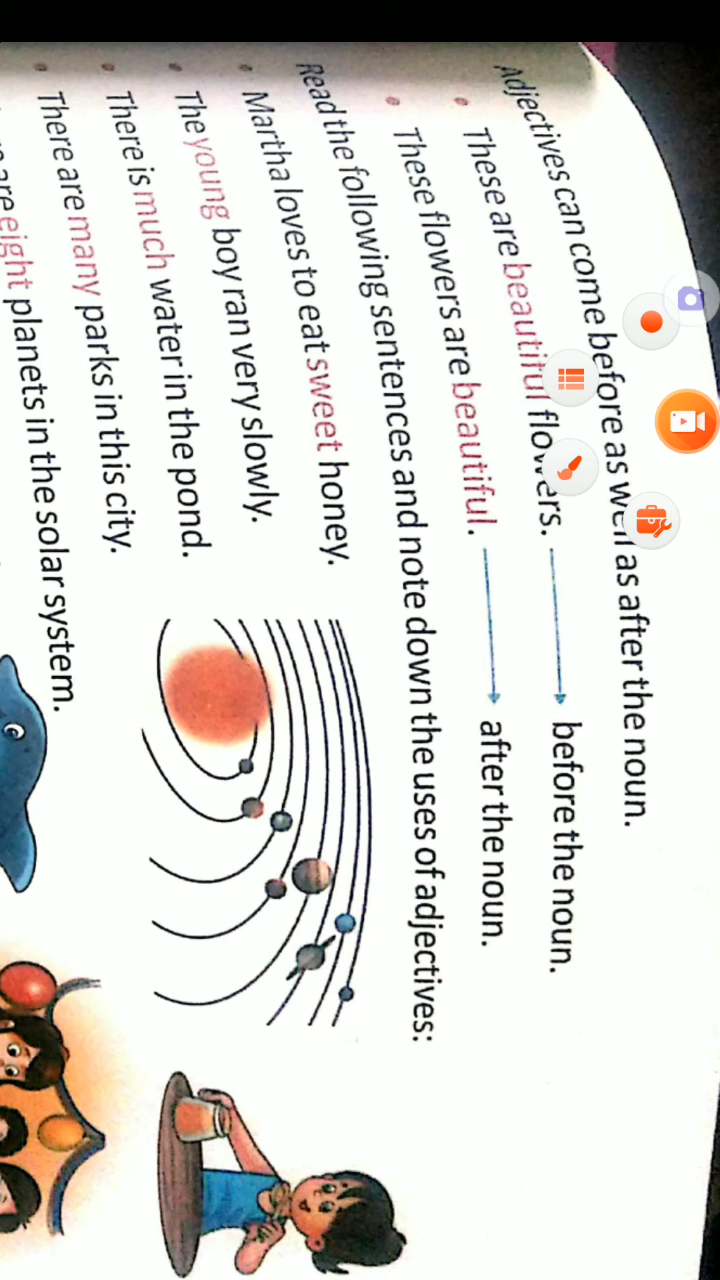 Adjectives can come before as well as after the noun.
• These are beautiful flowers. → before the noun.
• These flowers are beautiful. → after the noun.
Read the following sentences and note down the uses of adjectives:
• Martha loves to eat sweet honey.
• The young boy ran very slowly.
• There is much water in the pond.
• There are many parks in this city.
are eight planets in the solar system.